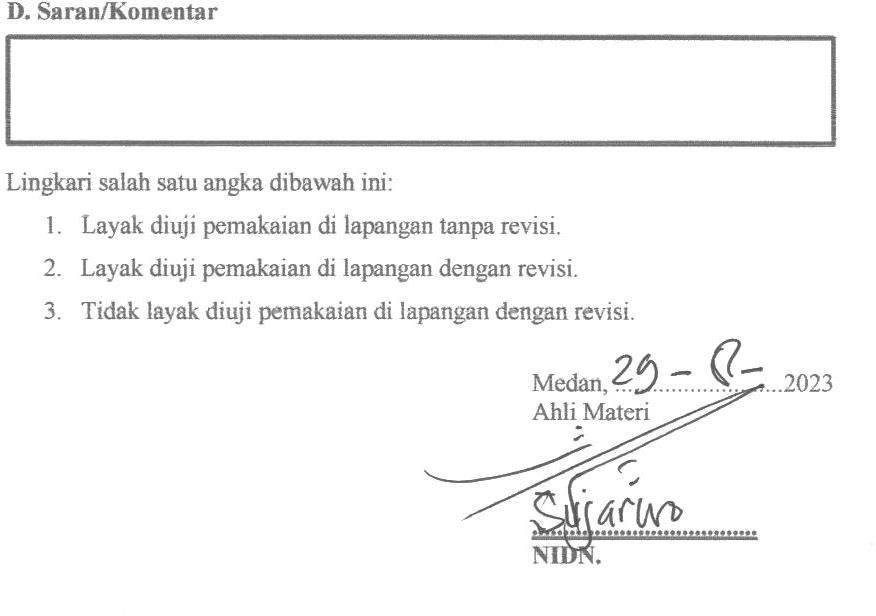 D. Saran/Komentar
Lingkari salah satu angka dibawah ini:
1. Layak diuji pemakaian di lapangan tanpa revisi.
2. Layak diuji pemakaian di lapangan dengan revisi.
3. Tidak layak diuji pemakaian di lapangan dengan revisi.
Medan, 29 - 2023
Ahli Materi
Sujarwo
NIDN.